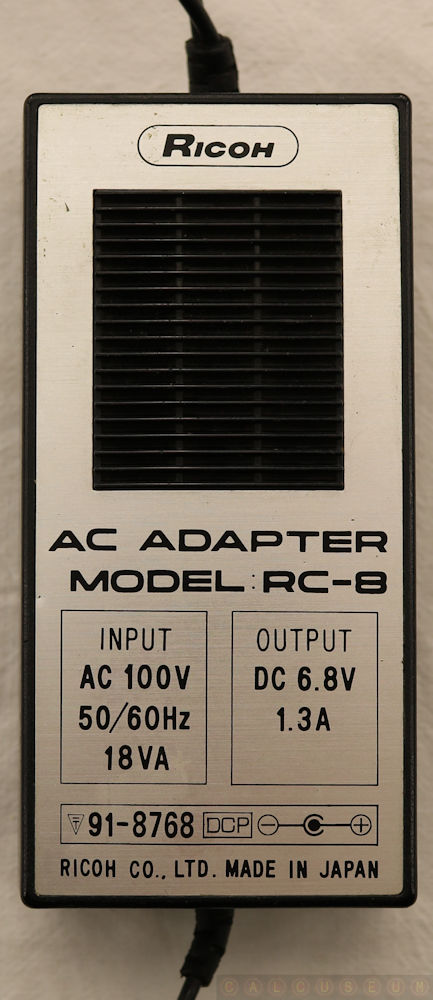 RICOH
AC ADAPTER
MODEL:RC-8
INPUT
AC 100V
50/60Hz
18VA
OUTPUT
DC 6.8V
1.3A
91-8768 DCP
RICOH CO., LTD. MADE IN JAPAN
CALCUSEUM